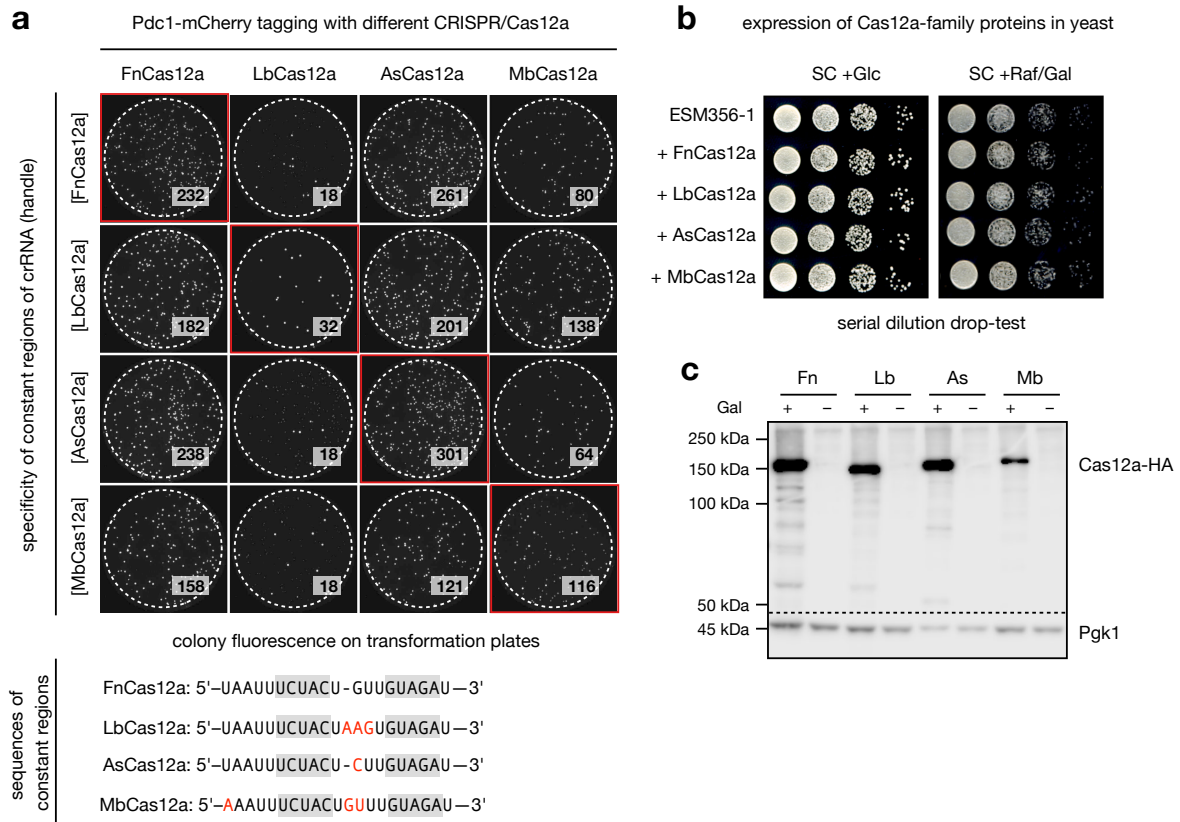 a
Pdc1-mCherry tagging with different CRISPR/Cas12a
FnCas12a LbCas12a AsCas12a MbCas12a
specificity of constant regions of crRNA (handle)
[FnCas12a]
232 18 261 80
[LbCas12a]
182 32 201 138
[AsCas12a]
238 18 301 64
[MbCas12a]
158 18 121 116
colony fluorescence on transformation plates
sequences of
constant regions
FnCas12a: 5'–UAAUUUCUACU-GUUGUAGAU—3'
LbCas12a: 5'–UAAUUUCUACUAAGUGUAGAU—3'
AsCas12a: 5'–UAAUUUCUACU-CUUGUAGAU—3'
MbCas12a: 5'–AAAUUUCUACUGUUUGUAGAU—3'
b
expression of Cas12a-family proteins in yeast
SC +Glc SC +Raf/Gal
ESM356-1
+ FnCas12a
+ LbCas12a
+ AsCas12a
+ MbCas12a
serial dilution drop-test
c
Fn Lb As Mb
Gal + – + – + – + –
250 kDa
150 kDa
100 kDa
50 kDa
45 kDa
Cas12a-HA
Pgk1